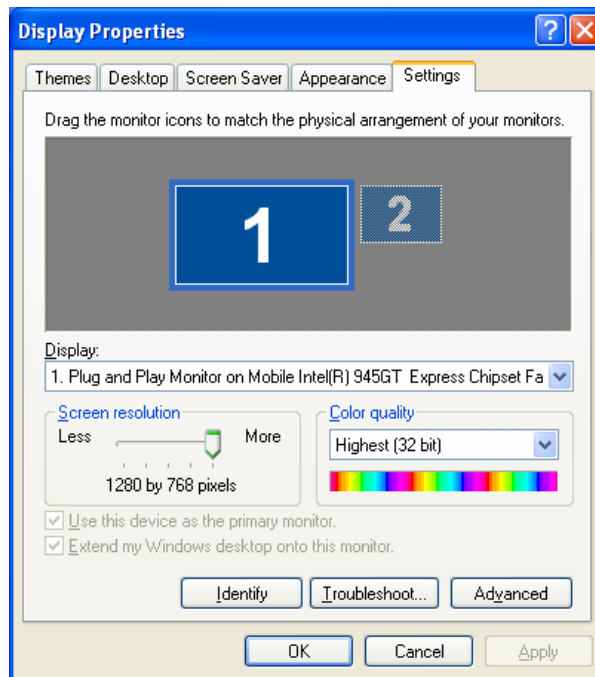 Display Properties
?
Themes Desktop Screen Saver Appearance Settings
Drag the monitor icons to match the physical arrangement of your monitors.
1 2
Display:
1. Plug and Play Monitor on Mobile Intel(R) 945GT Express Chipset Fa
Screen resolution
Less More
1280 by 768 pixels
Color quality
Highest (32 bit)
Use this device as the primary monitor.
Extend my Windows desktop onto this monitor.
Identify Troubleshoot... Advanced
OK Cancel Apply